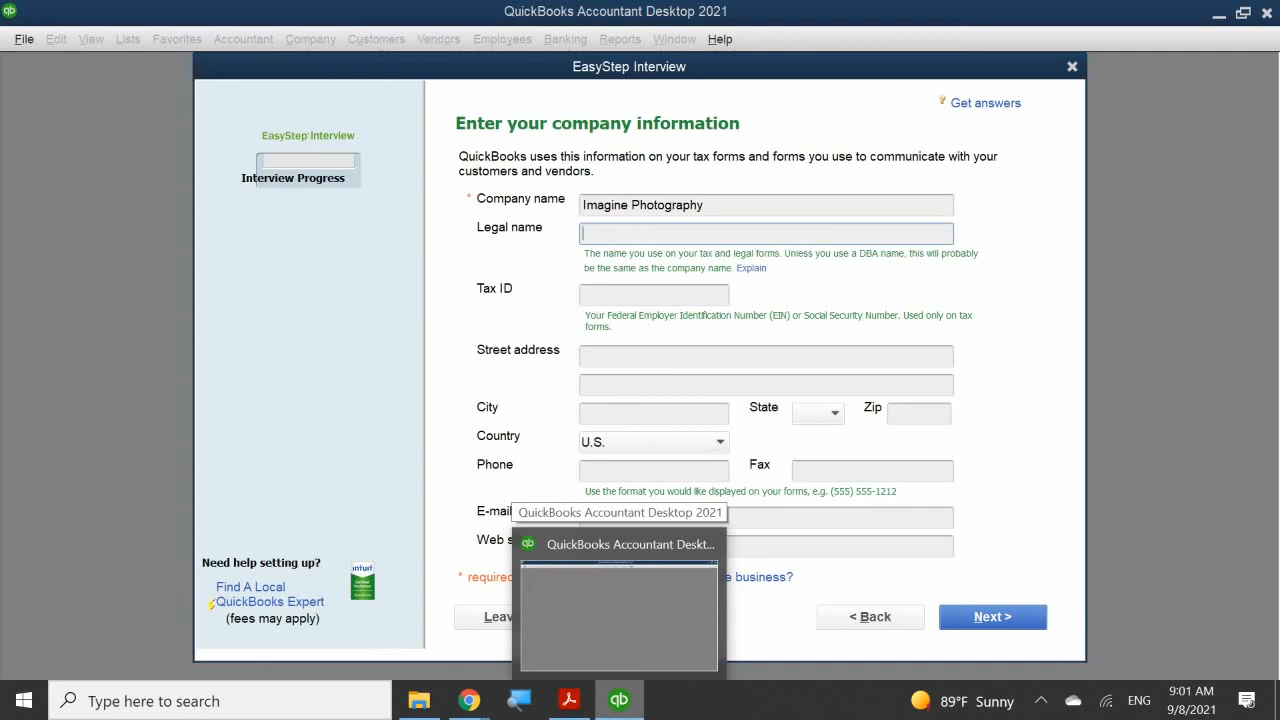 QuickBooks Accountant Desktop 2021
File Edit View Lists Favorites Accountant Company Customers Vendors Employees Banking Reports Window Help
EasyStep Interview
Get answers
EasyStep Interview
Interview Progress
Enter your company information
QuickBooks uses this information on your tax forms and forms you use to communicate with your
customers and vendors.
* Company name Imagine Photography
Legal name
The name you use on your tax and legal forms. Unless you use a DBA name, this will probably
be the same as the company name. Explain
Tax ID
Your Federal Employer Identification Number (EIN) or Social Security Number. Used only on tax
forms.
Street address
City State Zip
Country U.S.
Phone Fax
Use the format you would like displayed on your forms, e.g. (555) 555-1212
E-mail
QuickBooks Accountant Desktop 2021
Web s
QuickBooks Accountant Deskt...
* required
e business?
Need help setting up?
Find A Local
QuickBooks Expert
(fees may apply)
intuit
Leav
< Back
Next >
Type here to search
89°F Sunny
ENG
9:01 AM
9/8/2021